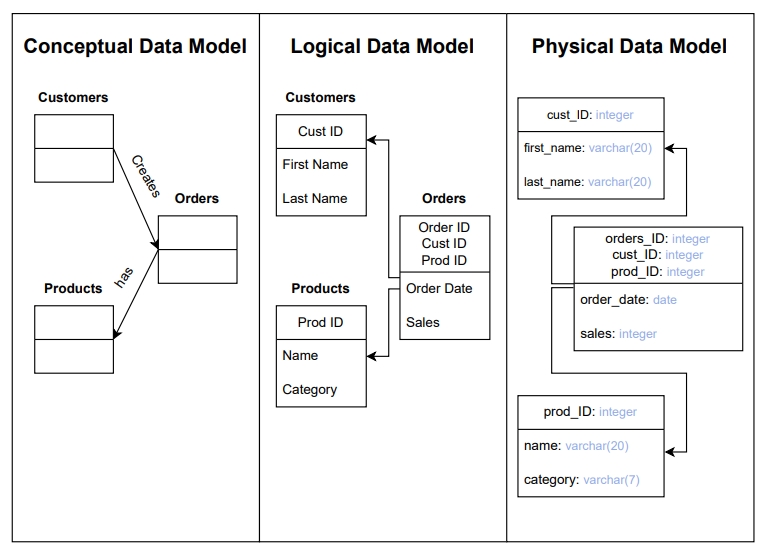 Conceptual Data Model
Customers
Creates
Orders
Products
has
Logical Data Model
Customers
Cust ID
First Name
Last Name
Orders
Order ID
Cust ID
Prod ID
Order Date
Sales
Products
Prod ID
Name
Category
Physical Data Model
cust_ID: integer
first_name: varchar(20)
last_name: varchar(20)
orders_ID: integer
cust_ID: integer
prod_ID: integer
order_date: date
sales: integer
prod_ID: integer
name: varchar(20)
category: varchar(7)